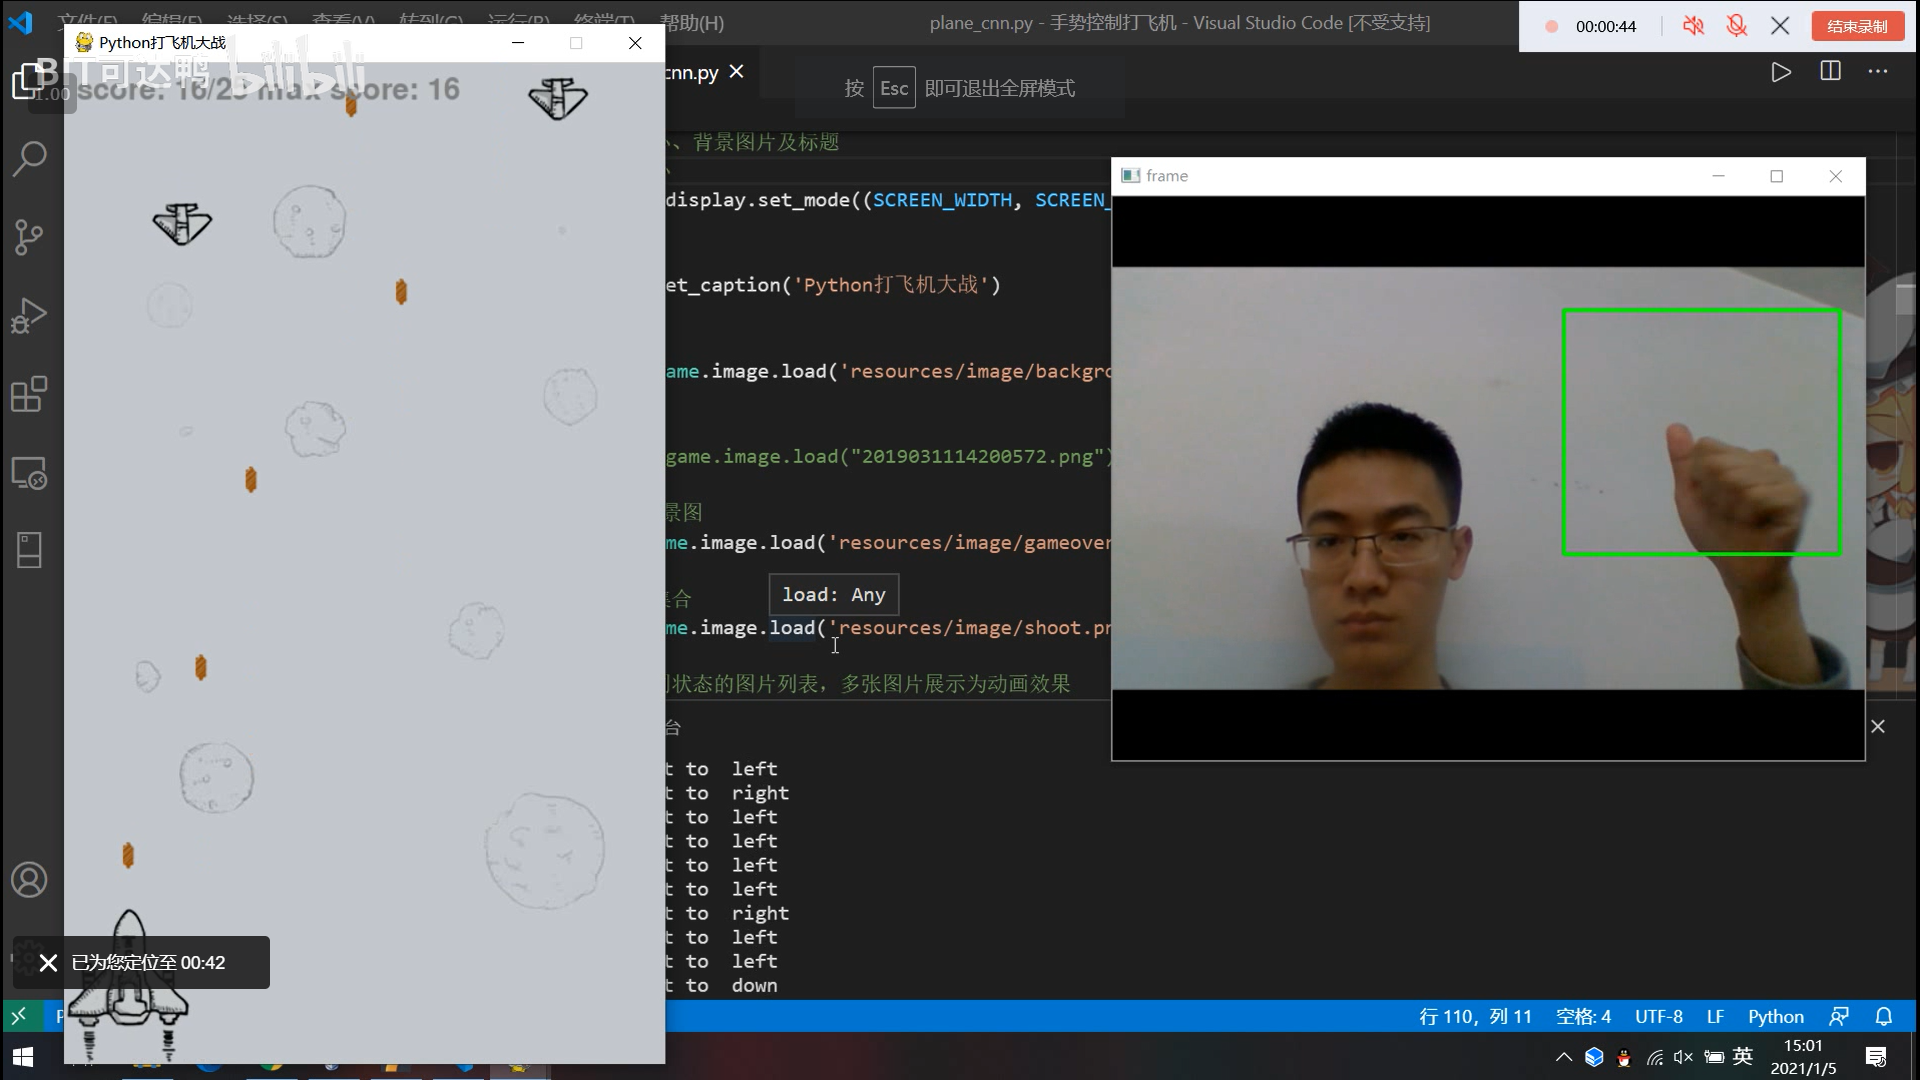 文件(F) 编辑(E) 选择(S) 查看(V) 转到(G) 运行(R) 终端(T) 帮助(H)
plane_cnn.py - 手势控制打飞机 - Visual Studio Code [不受支持]
00:00:44
结束录制
Python打飞机大战
BIT可达鸭 bilibili
1.00
score: 16/29 max score: 16
cnn.py
按 Esc 即可退出全屏模式
、背景图片及标题
display.set_mode((SCREEN_WIDTH, SCREEN_
et_caption('Python打飞机大战')
ame.image.load('resources/image/backgro
game.image.load("2019031114200572.png")
景图
me.image.load('resources/image/gameover
集合
load: Any
me.image.load('resources/image/shoot.pn
状态的图片列表，多张图片展示为动画效果
frame
台
t to left
t to right
t to left
t to left
t to left
t to left
t to right
t to left
t to left
t to down
已为您定位至 00:42
行 110，列 11 空格: 4 UTF-8 LF Python
英
15:01
2021/1/5